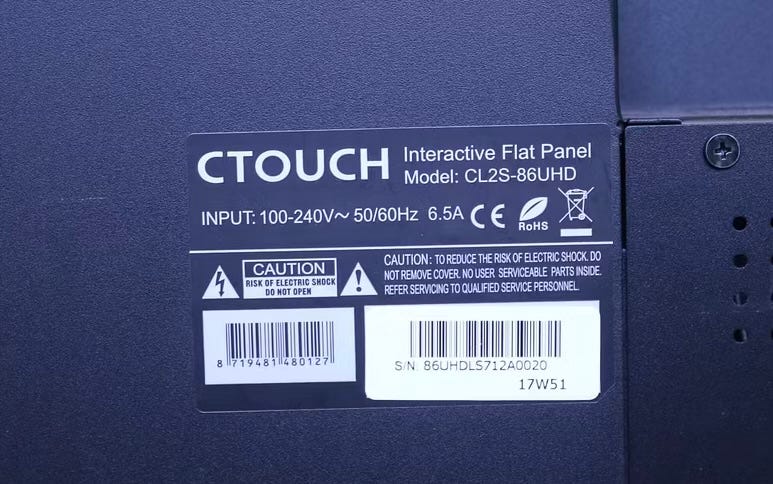 CTOUCH Interactive Flat Panel
Model: CL2S-86UHD
INPUT: 100-240V~ 50/60Hz 6.5A CE RoHS
CAUTION
RISK OF ELECTRIC SHOCK
DO NOT OPEN
CAUTION: TO REDUCE THE RISK OF ELECTRIC SHOCK. DO
NOT REMOVE COVER. NO USER SERVICEABLE PARTS INSIDE.
REFER SERVICING TO QUALIFIED SERVICE PERSONNEL.
8 719481 480127
S/N: 86UHDLS712A0020
17W51